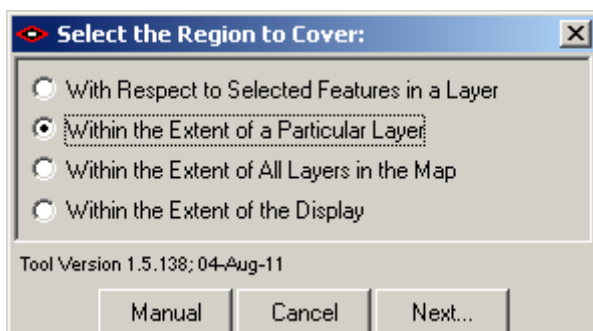 Select the Region to Cover:
With Respect to Selected Features in a Layer
Within the Extent of a Particular Layer
Within the Extent of All Layers in the Map
Within the Extent of the Display
Tool Version 1.5.138; 04-Aug-11
Manual Cancel Next...